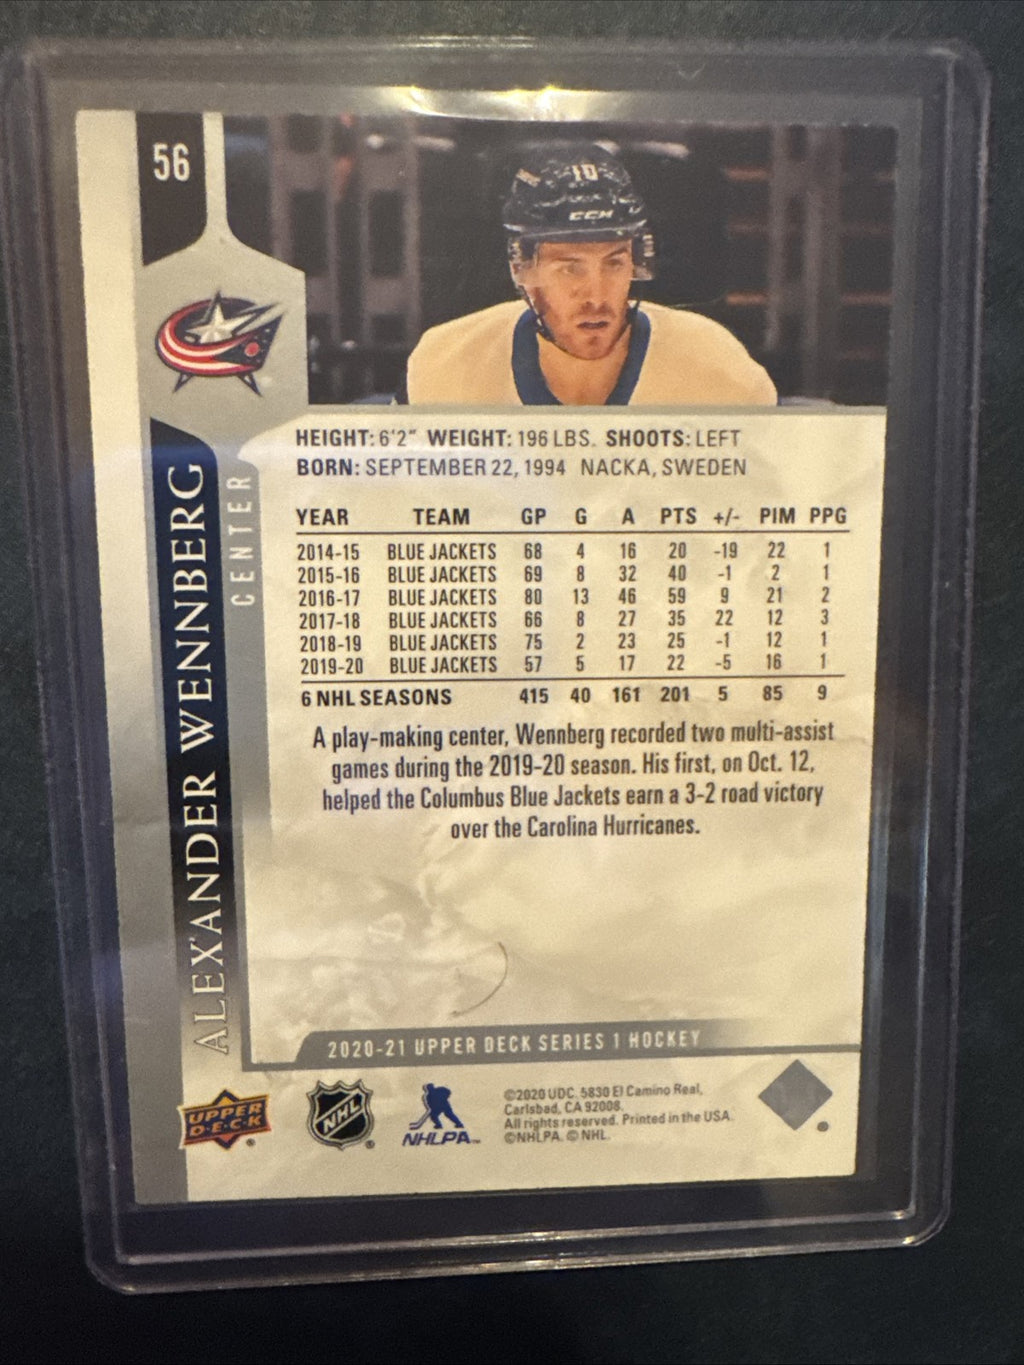 56
10
CCM
HEIGHT: 6'2" WEIGHT: 196 LBS. SHOOTS: LEFT
BORN: SEPTEMBER 22, 1994 NACKA, SWEDEN
ALEXANDER WENNBERG
CENTER
YEAR TEAM GP G A PTS +/- PIM PPG
2014-15 BLUE JACKETS 68 4 16 20 -19 22 1
2015-16 BLUE JACKETS 69 8 32 40 -1 2 1
2016-17 BLUE JACKETS 80 13 46 59 9 21 2
2017-18 BLUE JACKETS 66 8 27 35 22 12 3
2018-19 BLUE JACKETS 75 2 23 25 -1 12 1
2019-20 BLUE JACKETS 57 5 17 22 -5 16 1
6 NHL SEASONS 415 40 161 201 5 85 9
A play-making center, Wennberg recorded two multi-assist
games during the 2019-20 season. His first, on Oct. 12,
helped the Columbus Blue Jackets earn a 3-2 road victory
over the Carolina Hurricanes.
2020-21 UPPER DECK SERIES 1 HOCKEY
UPPER
D·E·C·K
®
NHL
®
NHLPA™
©2020 UDC. 5830 El Camino Real,
Carlsbad, CA 92008.
All rights reserved. Printed in the USA.
©NHLPA. © NHL.